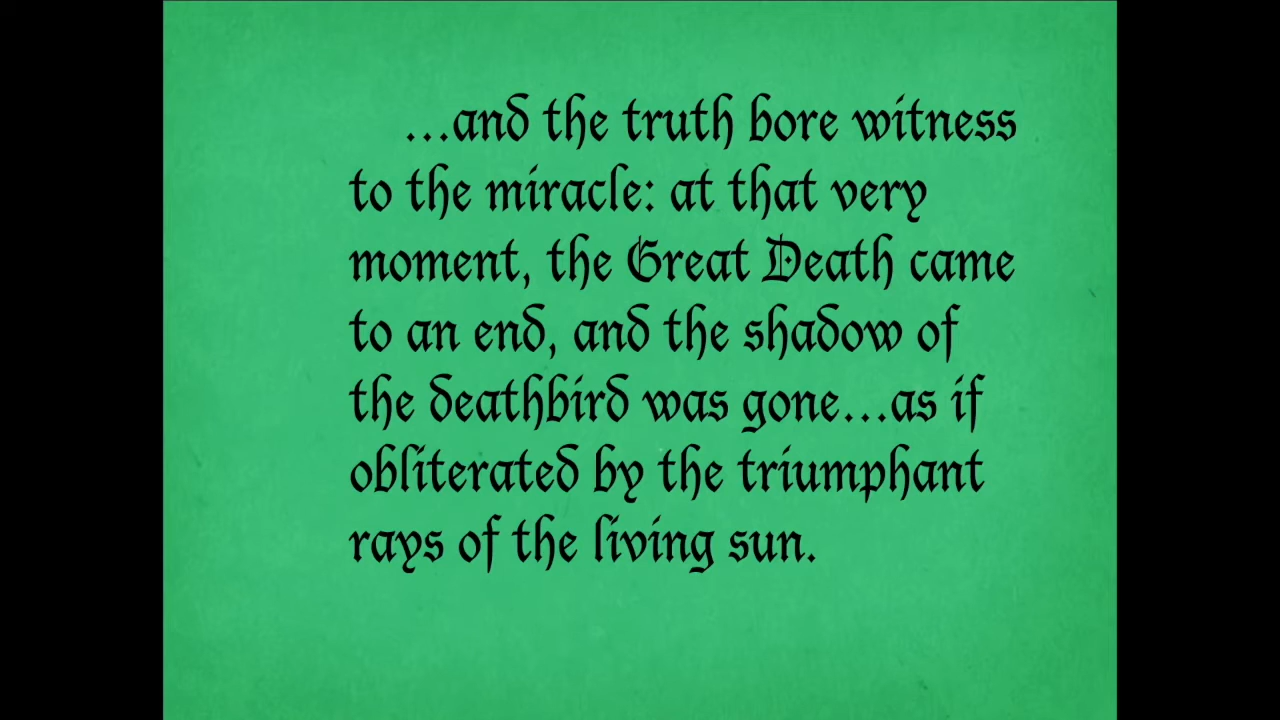 ...and the truth bore witness
to the miracle: at that very
moment, the Great Death came
to an end, and the shadow of
the deathbird was gone...as if
obliterated by the triumphant
rays of the living sun.